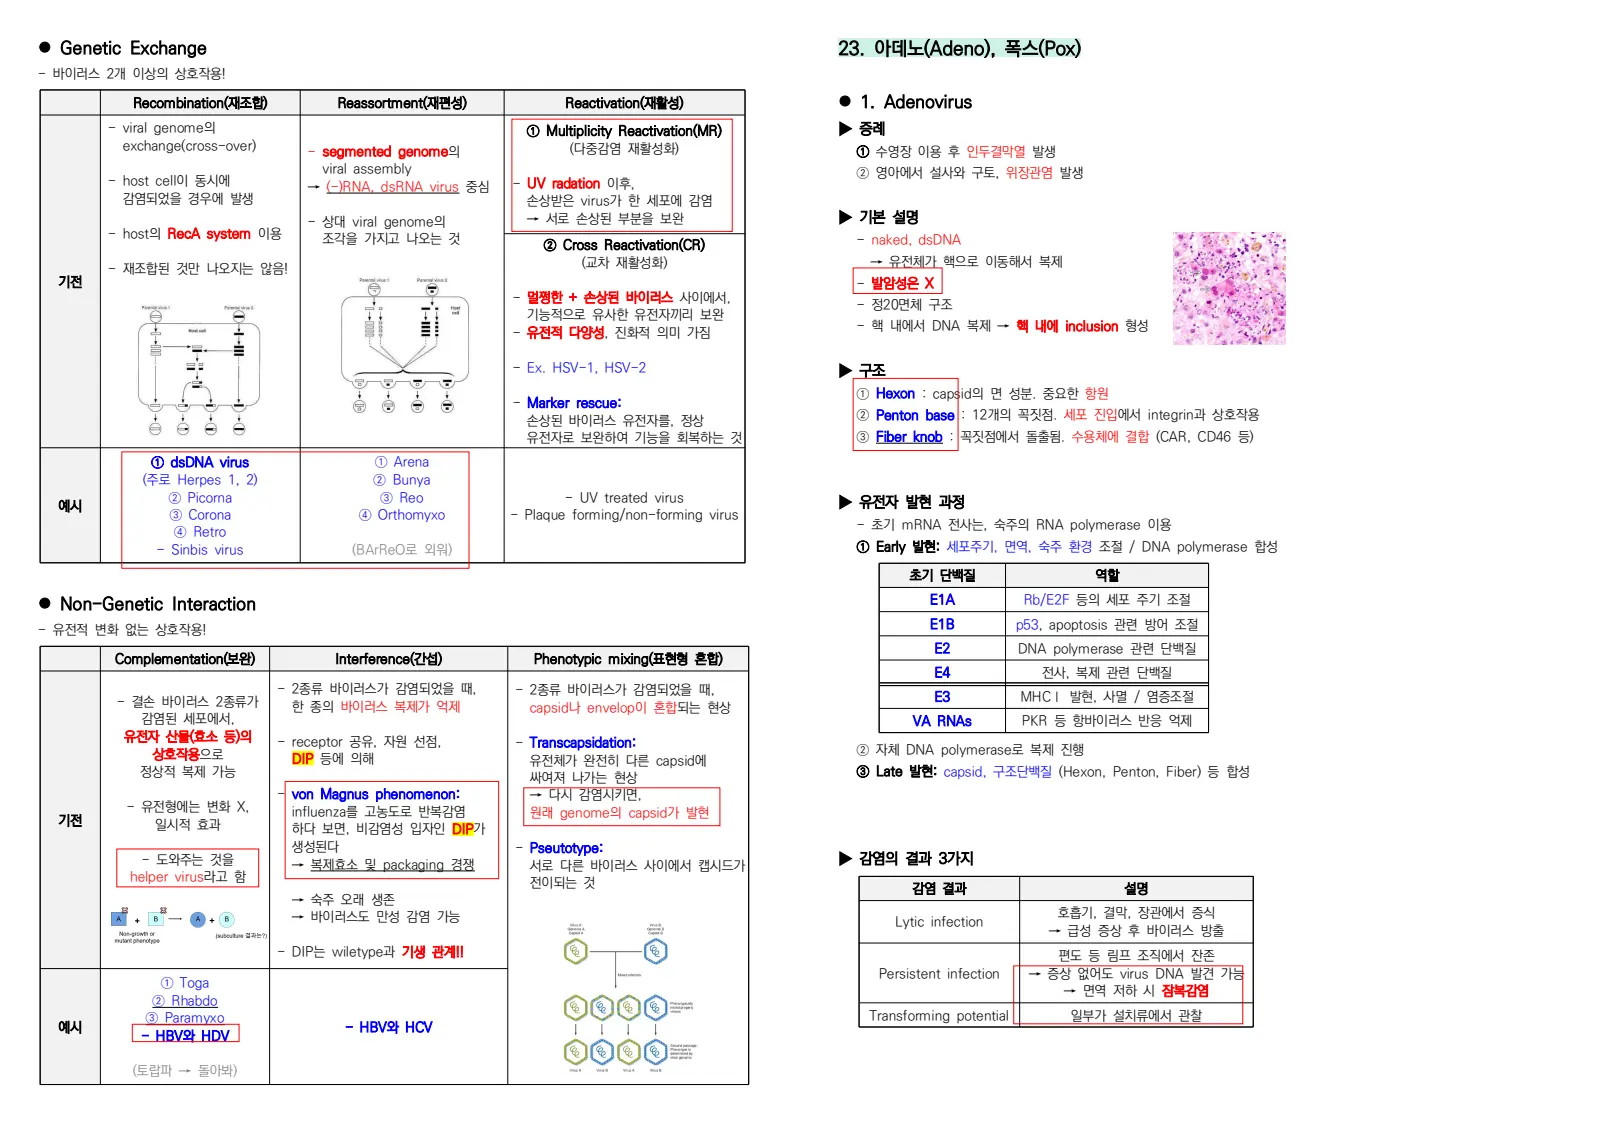 ● Genetic Exchange
- 바이러스 2개 이상의 상호작용!
Recombination(재조합) Reassortment(재편성) Reactivation(재활성)
기전
- viral genome의
exchange(cross-over)
- host cell이 동시에
감염되었을 경우에 발생
- host의 RecA system 이용
- 재조합된 것만 나오지는 않음!
Parental virus 1 Parental virus 2
Host cell
- segmented genome의
viral assembly
→ (-)RNA, dsRNA virus 중심
- 상대 viral genome의
조각을 가지고 나오는 것
Parental virus 1 Parental virus 2
Host
cell
① Multiplicity Reactivation(MR)
(다중감염 재활성화)
- UV radation 이후,
손상받은 virus가 한 세포에 감염
→ 서로 손상된 부분을 보완
② Cross Reactivation(CR)
(교차 재활성화)
- 멀쩡한 + 손상된 바이러스 사이에서,
기능적으로 유사한 유전자끼리 보완
- 유전적 다양성, 진화적 의미 가짐
- Ex. HSV-1, HSV-2
- Marker rescue:
손상된 바이러스 유전자를, 정상
유전자로 보완하여 기능을 회복하는 것
예시
① dsDNA virus
(주로 Herpes 1, 2)
② Picorna
③ Corona
④ Retro
- Sinbis virus
① Arena
② Bunya
③ Reo
④ Orthomyxo
(BArReO로 외워)
- UV treated virus
- Plaque forming/non-forming virus
● Non-Genetic Interaction
- 유전적 변화 없는 상호작용!
Complementation(보완) Interference(간섭) Phenotypic mixing(표현형 혼합)
기전
- 결손 바이러스 2종류가
감염된 세포에서,
유전자 산물(효소 등)의
상호작용으로
정상적 복제 가능
- 유전형에는 변화 X,
일시적 효과
- 도와주는 것을
helper virus라고 함
A + B → A + B
Non-growth or
mutant phenotype
(subculture 결과는?)
- 2종류 바이러스가 감염되었을 때,
한 종의 바이러스 복제가 억제
- receptor 공유, 자원 선점,
DIP 등에 의해
- von Magnus phenomenon:
influenza를 고농도로 반복감염
하다 보면, 비감염성 입자인 DIP가
생성된다
→ 복제효소 및 packaging 경쟁
→ 숙주 오래 생존
→ 바이러스도 만성 감염 가능
- DIP는 wiletype과 기생 관계!!
- 2종류 바이러스가 감염되었을 때,
capsid나 envelop이 혼합되는 현상
- Transcapsidation:
유전체가 완전히 다른 capsid에
싸여져 나가는 현상
→ 다시 감염시키면,
원래 genome의 capsid가 발현
- Pseutotype:
서로 다른 바이러스 사이에서 캡시드가
전이되는 것
Virus A
Genome A
Capsid A
Virus B
Genome B
Capsid B
Mixed infection
Virus A Virus B Virus A Virus B
예시
① Toga
② Rhabdo
③ Paramyxo
- HBV와 HDV
(토랍파 → 돌아봐)
- HBV와 HCV
23. 아데노(Adeno), 폭스(Pox)
● 1. Adenovirus
▶ 증례
① 수영장 이용 후 인두결막열 발생
② 영아에서 설사와 구토, 위장관염 발생
▶ 기본 설명
- naked, dsDNA
→ 유전체가 핵으로 이동해서 복제
- 발암성은 X
- 정20면체 구조
- 핵 내에서 DNA 복제 → 핵 내에 inclusion 형성
▶ 구조
① Hexon : capsid의 면 성분. 중요한 항원
② Penton base : 12개의 꼭짓점. 세포 진입에서 integrin과 상호작용
③ Fiber knob : 꼭짓점에서 돌출됨. 수용체에 결합 (CAR, CD46 등)
▶ 유전자 발현 과정
- 초기 mRNA 전사는, 숙주의 RNA polymerase 이용
① Early 발현: 세포주기, 면역, 숙주 환경 조절 / DNA polymerase 합성
초기 단백질 역할
E1A Rb/E2F 등의 세포 주기 조절
E1B p53, apoptosis 관련 방어 조절
E2 DNA polymerase 관련 단백질
E4 전사, 복제 관련 단백질
E3 MHCⅠ 발현, 사멸 / 염증조절
VA RNAs PKR 등 항바이러스 반응 억제
② 자체 DNA polymerase로 복제 진행
③ Late 발현: capsid, 구조단백질 (Hexon, Penton, Fiber) 등 합성
▶ 감염의 결과 3가지
감염 결과 설명
Lytic infection
호흡기, 결막, 장관에서 증식
→ 급성 증상 후 바이러스 방출
Persistent infection
편도 등 림프 조직에서 잔존
→ 증상 없어도 virus DNA 발견 가능
→ 면역 저하 시 잠복감염
Transforming potential 일부가 설치류에서 관찰